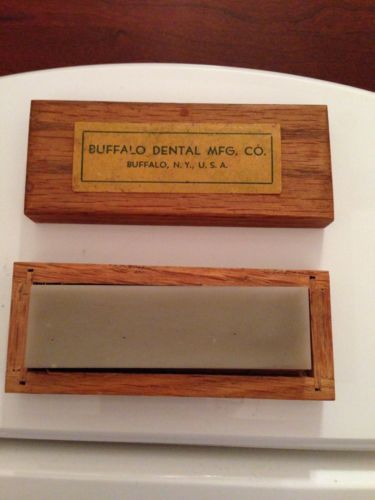 BUFFALO DENTAL MFG. CO.
BUFFALO, N.Y., U. S. A.